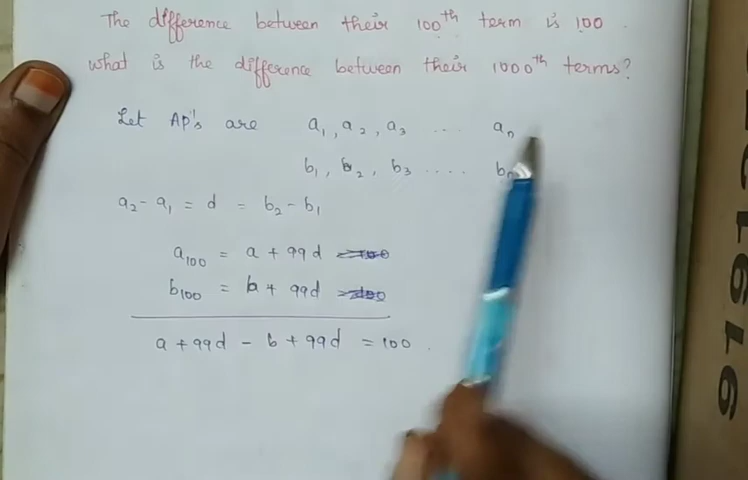 The difference between their 100th term is 100.
what is the difference between their 1000th terms?
Let AP's are a₁, a₂, a₃ .... aₙ
b₁, b₂, b₃ ..... bₙ
a₂ - a₁ = d = b₂ - b₁
a₁₀₀ = a + 99d
b₁₀₀ = b + 99d
a + 99d - b + 99d = 100.
9191